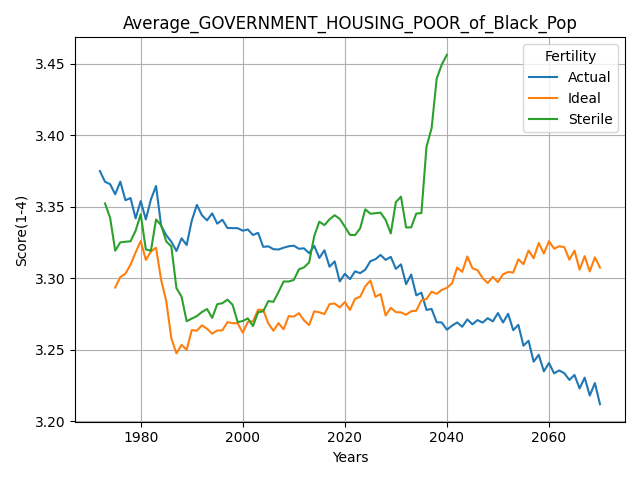 Average_GOVERNMENT_HOUSING_POOR_of_Black_Pop
Fertility
Actual
Ideal
Sterile
Score(1-4)
3.45
3.40
3.35
3.30
3.25
3.20
1980 2000 2020 2040 2060
Years